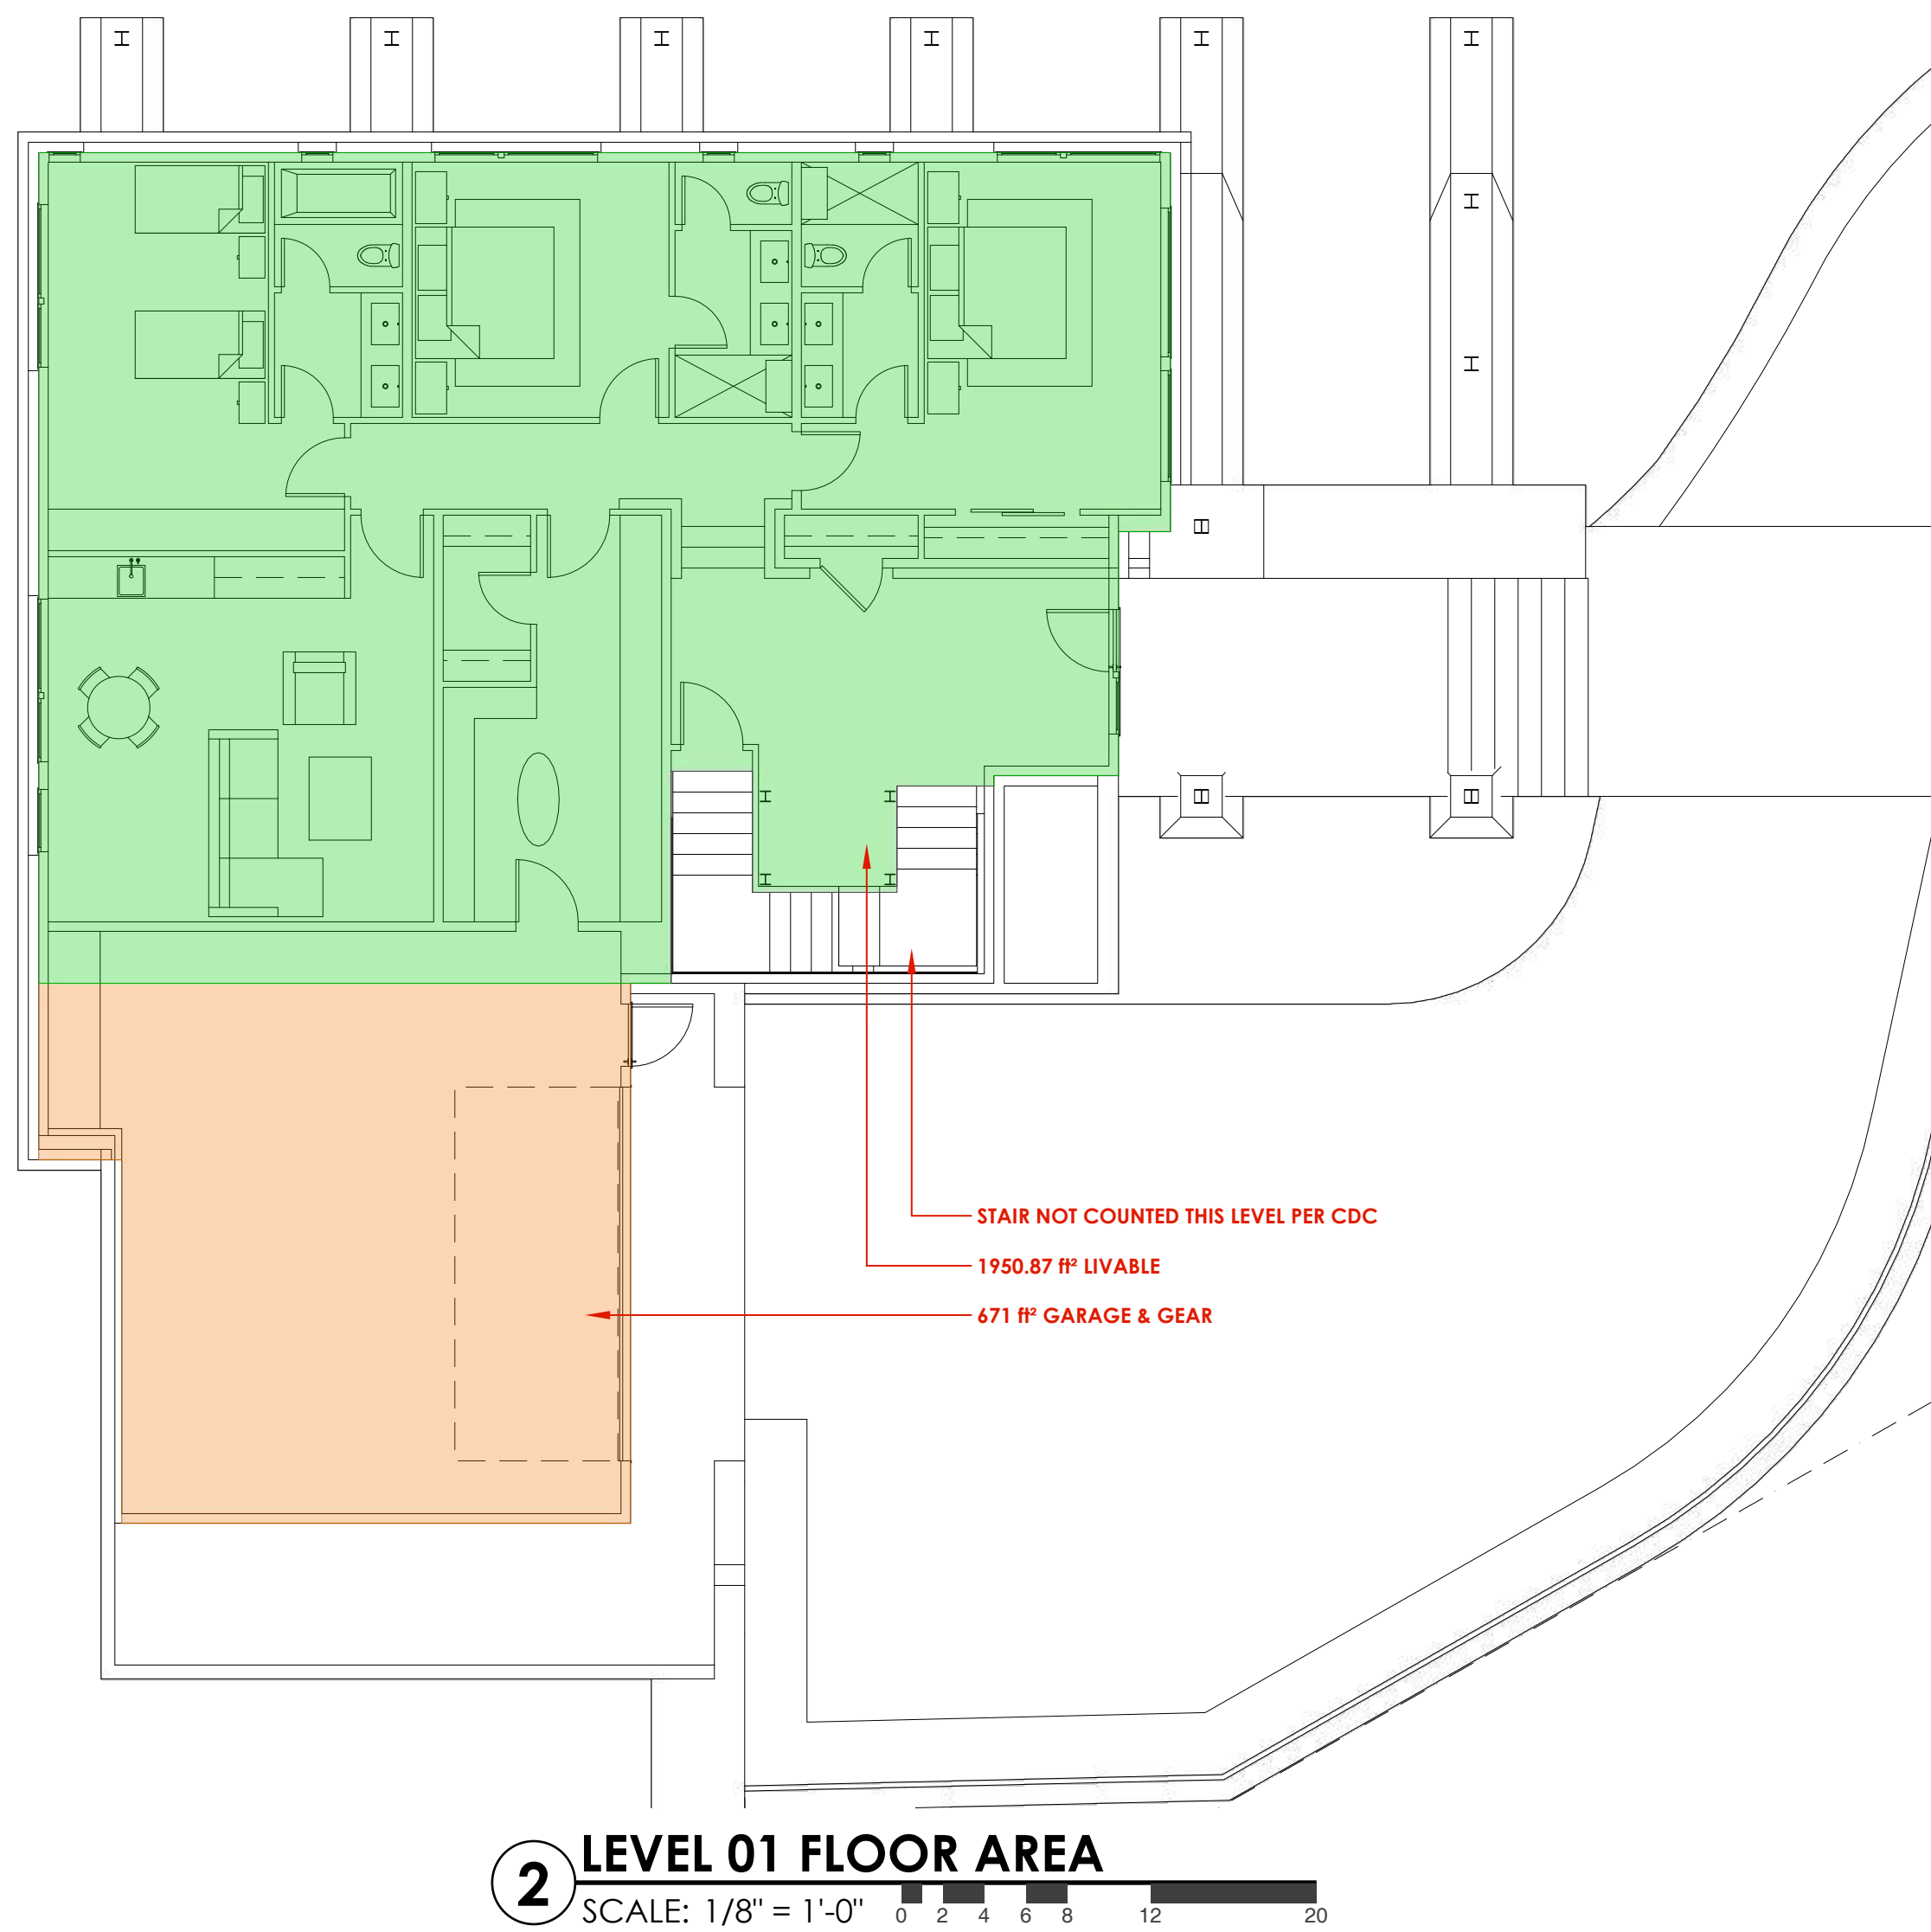 H H H H H H
H
H
B
H H
B B
H H
STAIR NOT COUNTED THIS LEVEL PER CDC
1950.87 ft² LIVABLE
671 ft² GARAGE & GEAR
2 LEVEL 01 FLOOR AREA
SCALE: 1/8" = 1'-0" 0 2 4 6 8 12 20